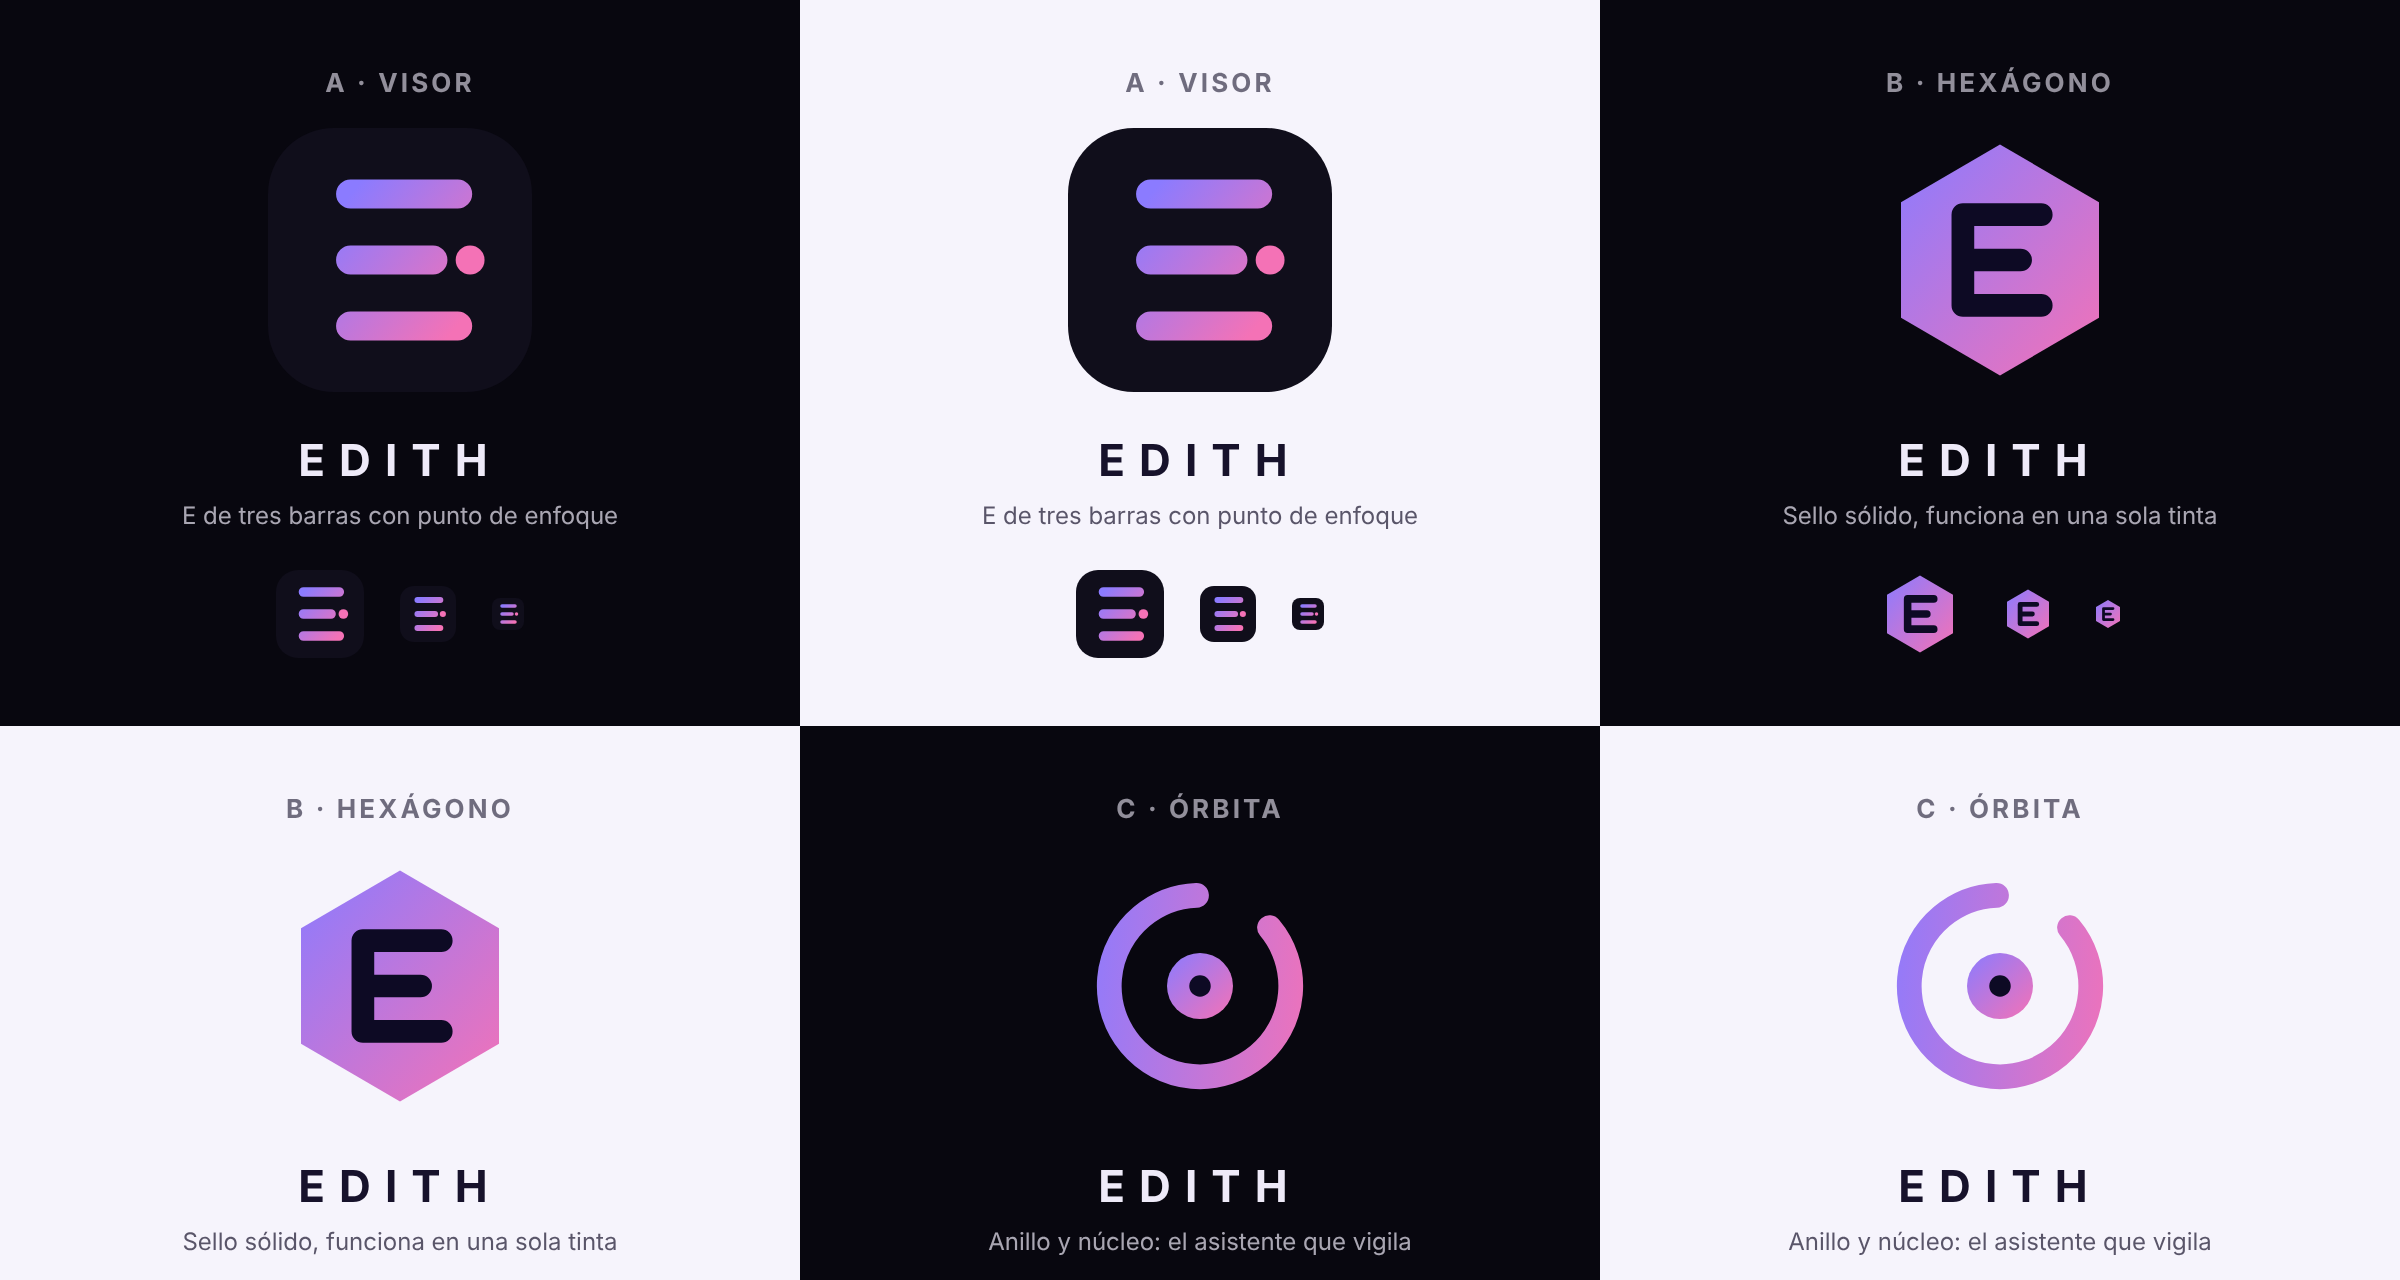 A · VISOR
EDITH
E de tres barras con punto de enfoque
A · VISOR
EDITH
E de tres barras con punto de enfoque
B · HEXÁGONO
E
EDITH
Sello sólido, funciona en una sola tinta
E E E
B · HEXÁGONO
E
EDITH
Sello sólido, funciona en una sola tinta
C · ÓRBITA
EDITH
Anillo y núcleo: el asistente que vigila
C · ÓRBITA
EDITH
Anillo y núcleo: el asistente que vigila